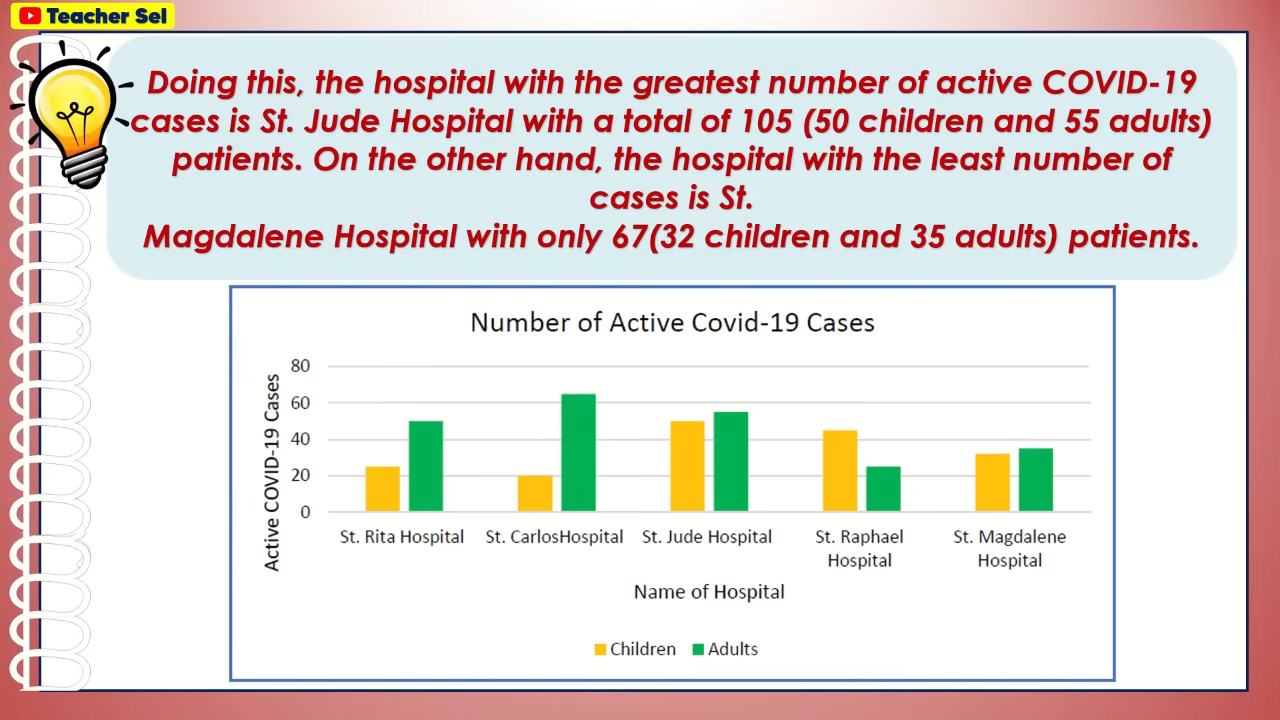 Teacher Sel
Doing this, the hospital with the greatest number of active COVID-19
cases is St. Jude Hospital with a total of 105 (50 children and 55 adults)
patients. On the other hand, the hospital with the least number of
cases is St.
Magdalene Hospital with only 67(32 children and 35 adults) patients.
Number of Active Covid-19 Cases
Active COVID-19 Cases
80
60
40
20
0
St. Rita Hospital
St. CarlosHospital
St. Jude Hospital
St. Raphael
Hospital
St. Magdalene
Hospital
Name of Hospital
Children
Adults